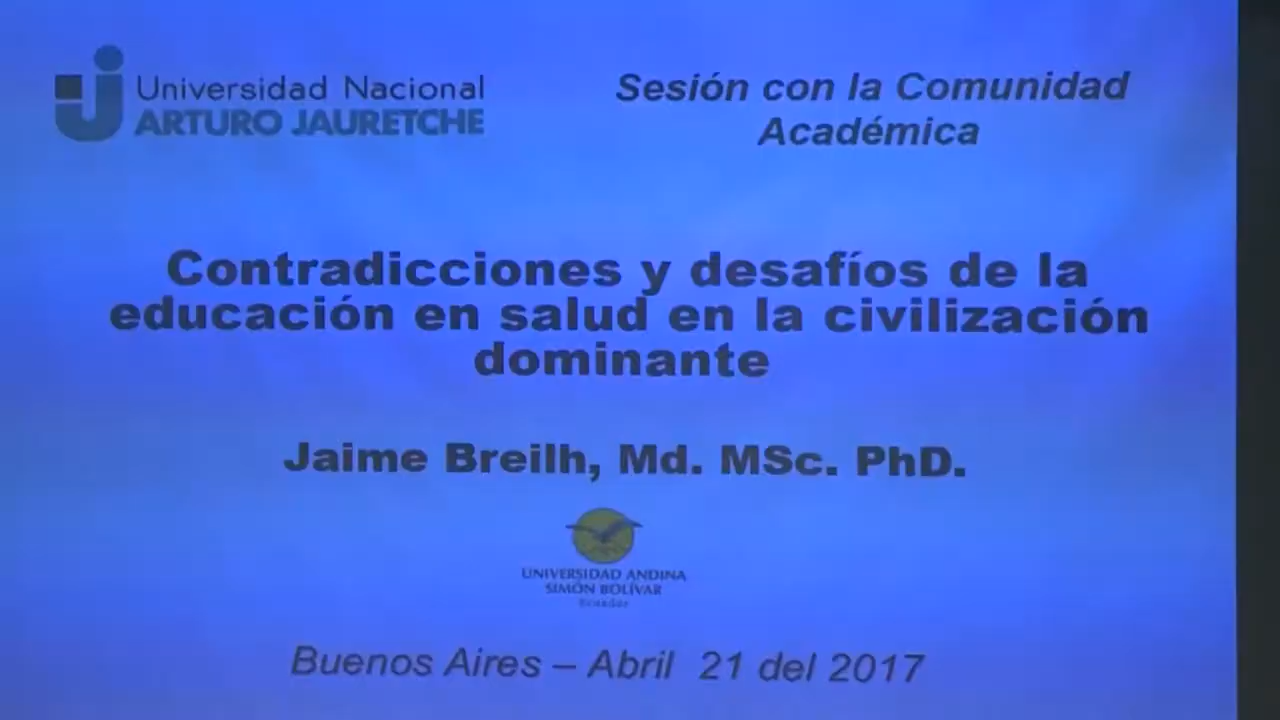 Universidad Nacional
ARTURO JAURETCHE
Sesión con la Comunidad
Académica
Contradicciones y desafíos de la
educación en salud en la civilización
dominante
Jaime Breilh, Md. MSc. PhD.
UNIVERSIDAD ANDINA
SIMÓN BOLÍVAR
Ecuador
Buenos Aires – Abril 21 del 2017